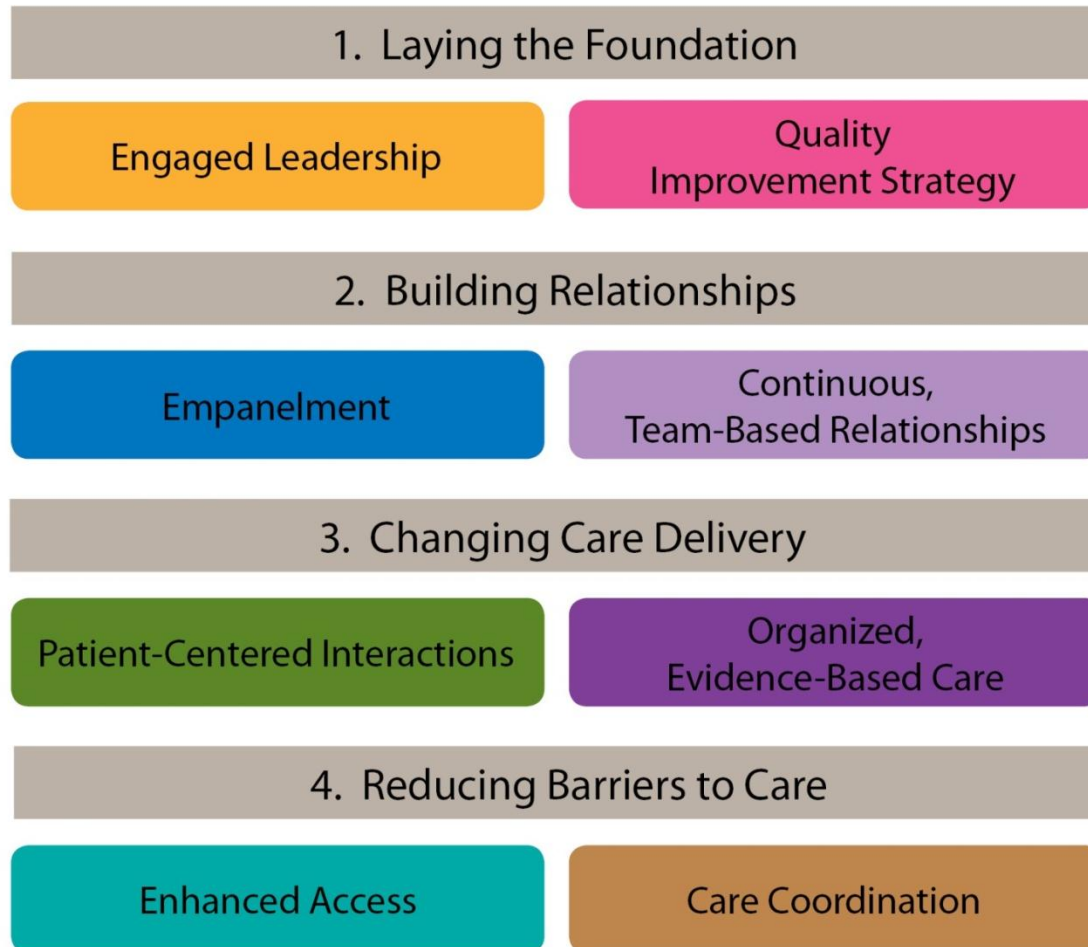 1. Laying the Foundation
Engaged Leadership
Quality
Improvement Strategy
2. Building Relationships
Empanelment
Continuous,
Team-Based Relationships
3. Changing Care Delivery
Patient-Centered Interactions
Organized,
Evidence-Based Care
4. Reducing Barriers to Care
Enhanced Access
Care Coordination